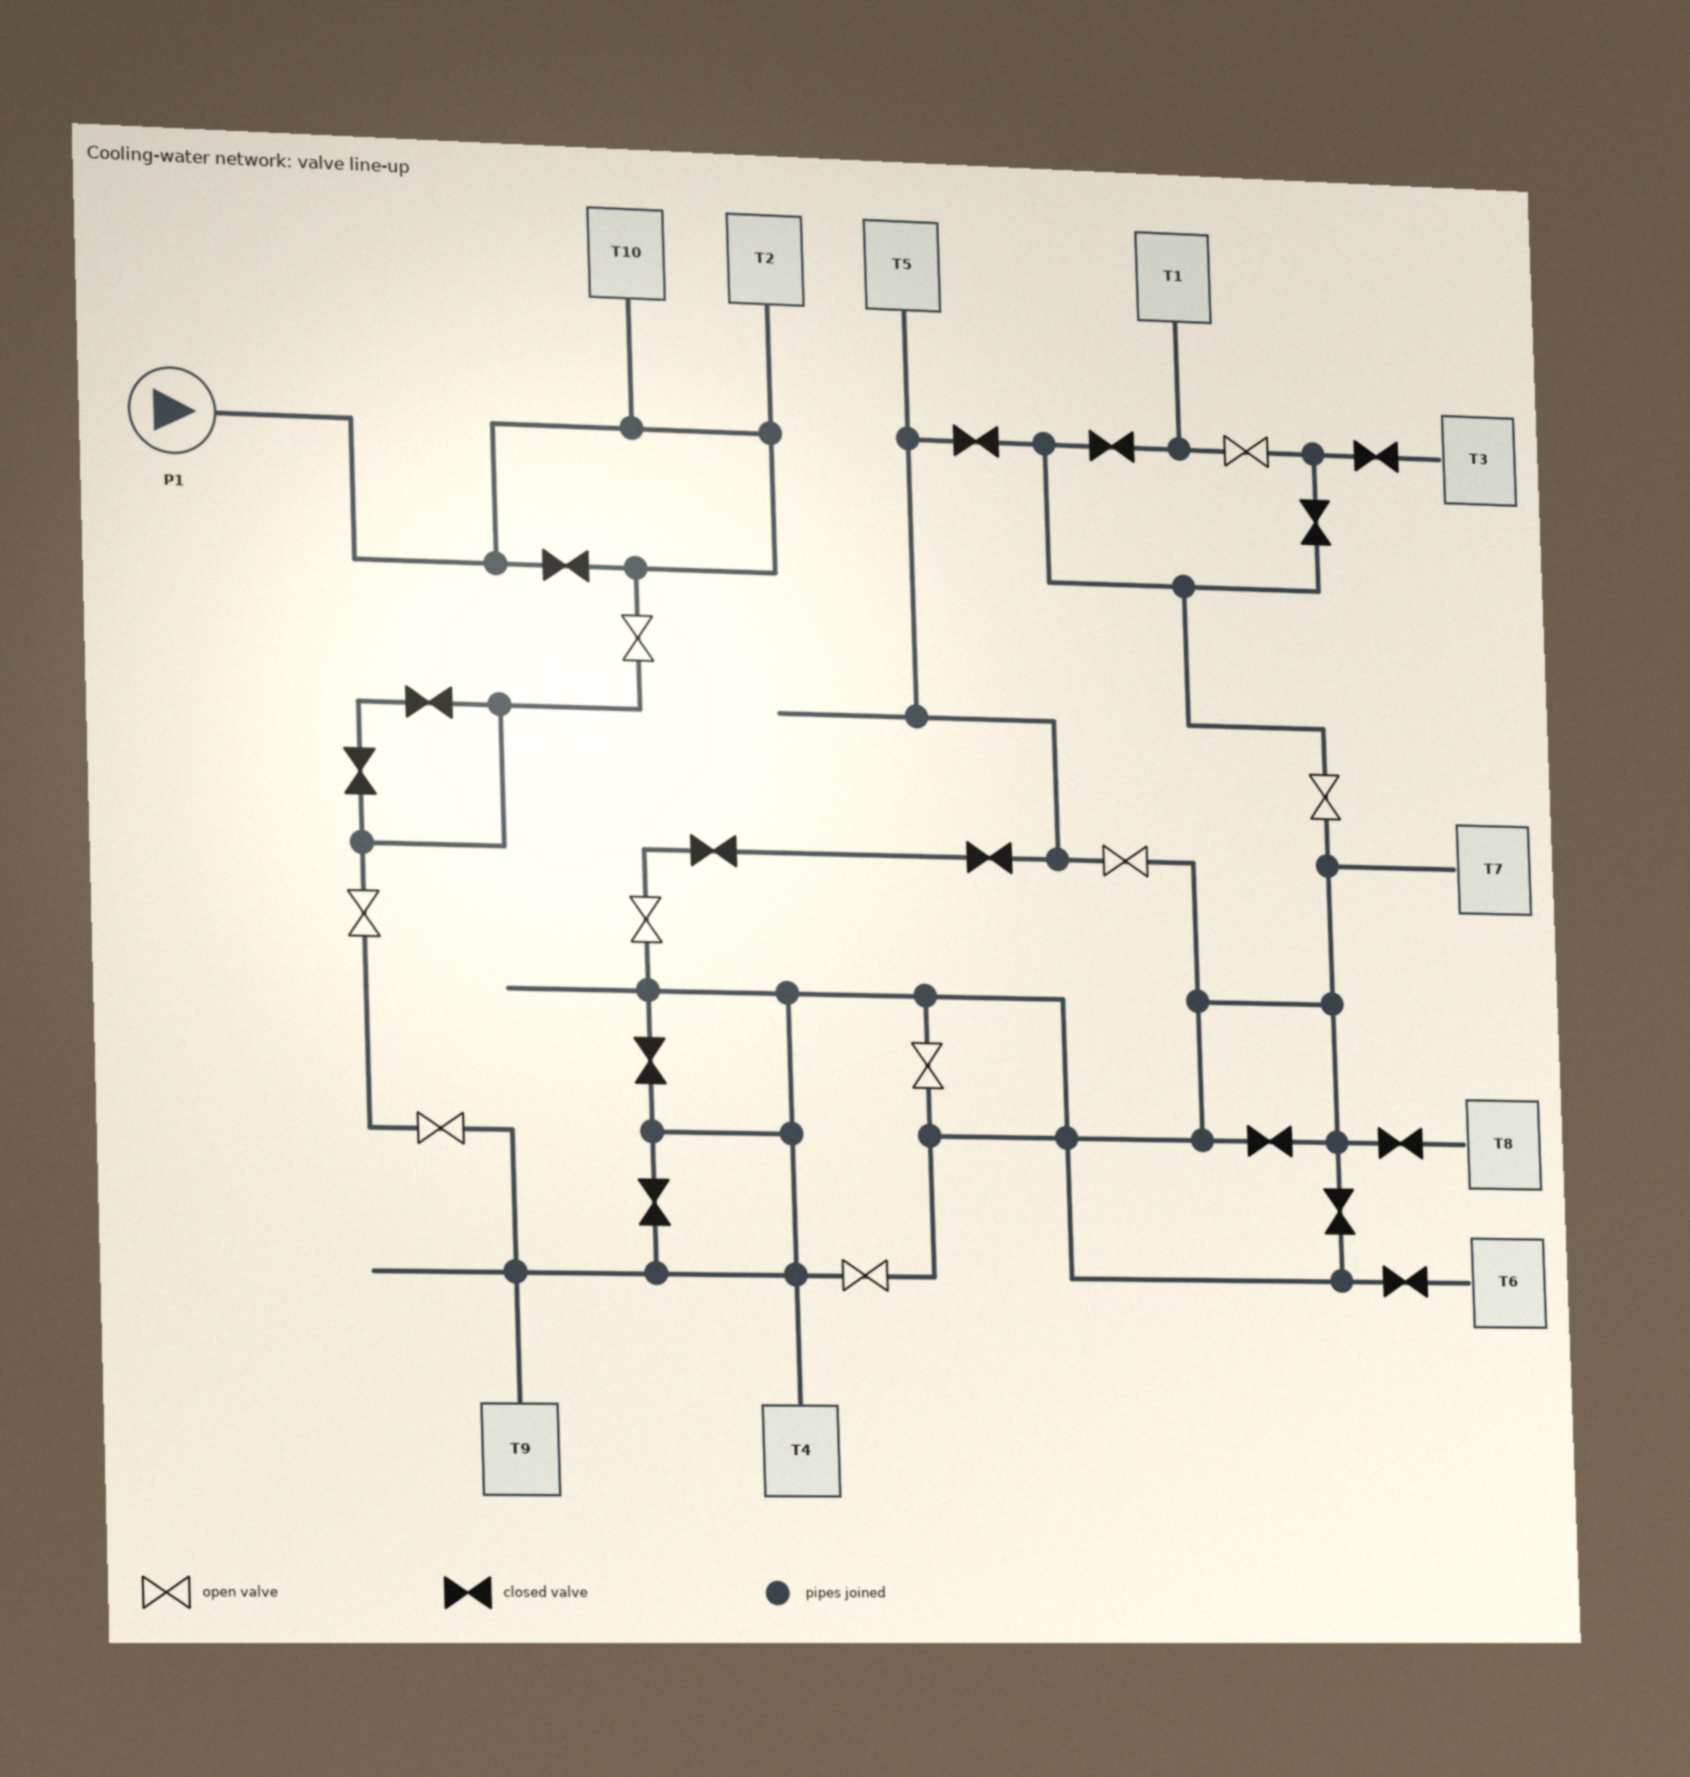 Cooling-water network: valve line-up
T10
T2
T5
T1
P1
T3
T7
T8
T6
T9
T4
open valve
closed valve
pipes joined